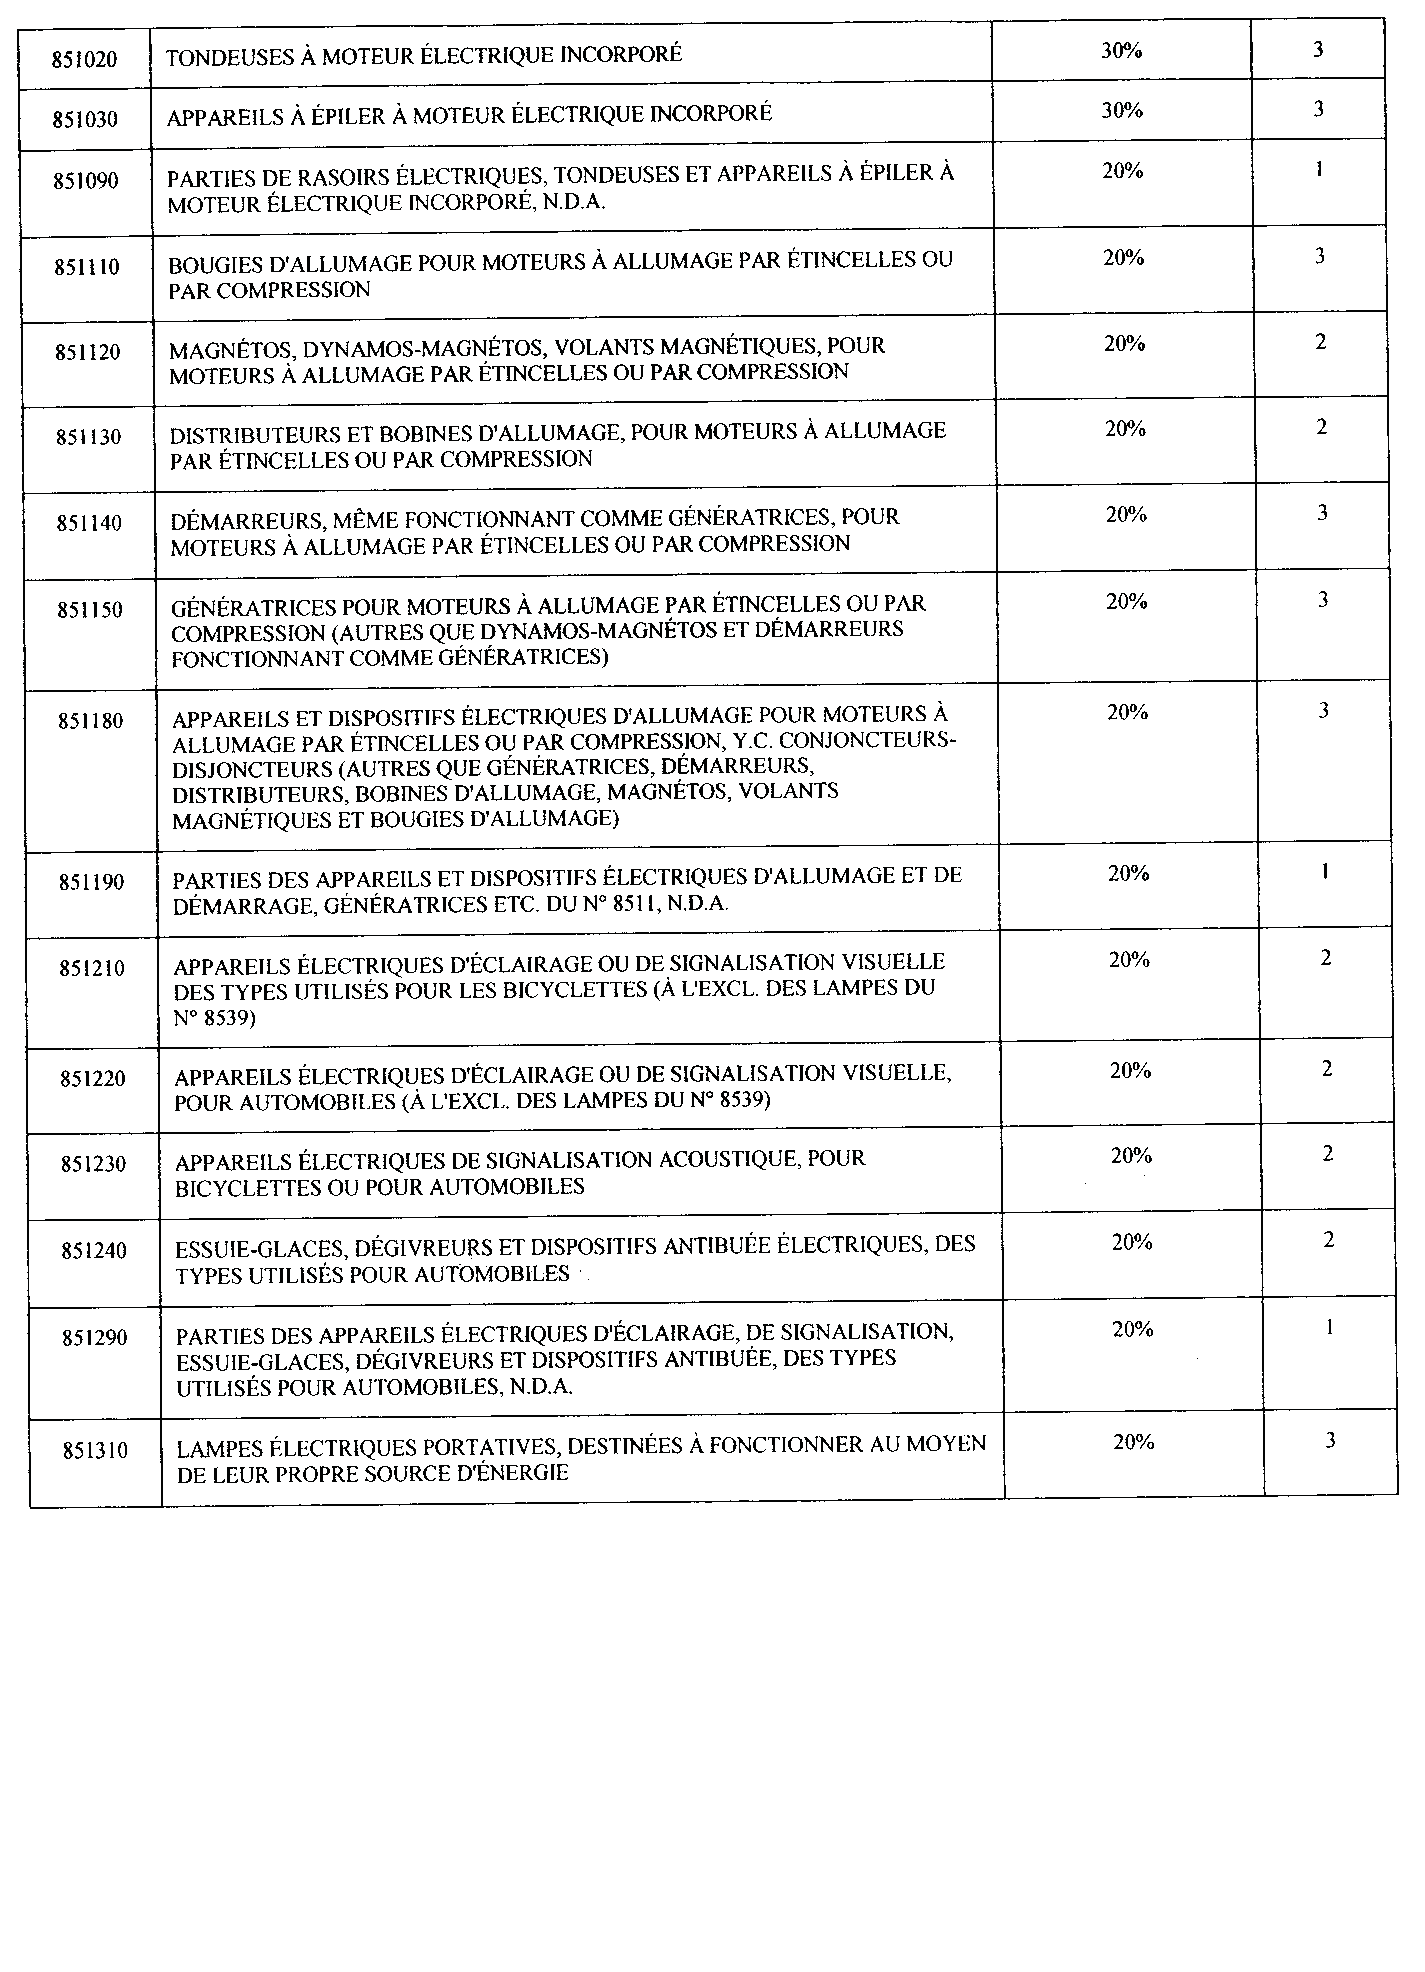 851020 TONDEUSES À MOTEUR ÉLECTRIQUE INCORPORÉ 30% 3
851030 APPAREILS À ÉPILER À MOTEUR ÉLECTRIQUE INCORPORÉ 30% 3
851090 PARTIES DE RASOIRS ÉLECTRIQUES, TONDEUSES ET APPAREILS À ÉPILER À 20% 1
MOTEUR ÉLECTRIQUE INCORPORÉ, N.D.A.
851110 BOUGIES D'ALLUMAGE POUR MOTEURS À ALLUMAGE PAR ÉTINCELLES OU 20% 3
PAR COMPRESSION
851120 MAGNÉTOS, DYNAMOS-MAGNÉTOS, VOLANTS MAGNÉTIQUES, POUR 20% 2
MOTEURS À ALLUMAGE PAR ÉTINCELLES OU PAR COMPRESSION
851130 DISTRIBUTEURS ET BOBINES D'ALLUMAGE, POUR MOTEURS À ALLUMAGE 20% 2
PAR ÉTINCELLES OU PAR COMPRESSION
851140 DÉMARREURS, MÊME FONCTIONNANT COMME GÉNÉRATRICES, POUR 20% 3
MOTEURS À ALLUMAGE PAR ÉTINCELLES OU PAR COMPRESSION
851150 GÉNÉRATRICES POUR MOTEURS À ALLUMAGE PAR ÉTINCELLES OU PAR 20% 3
COMPRESSION (AUTRES QUE DYNAMOS-MAGNÉTOS ET DÉMARREURS
FONCTIONNANT COMME GÉNÉRATRICES)
851180 APPAREILS ET DISPOSITIFS ÉLECTRIQUES D'ALLUMAGE POUR MOTEURS À 20% 3
ALLUMAGE PAR ÉTINCELLES OU PAR COMPRESSION, Y.C. CONJONCTEURS-
DISJONCTEURS (AUTRES QUE GÉNÉRATRICES, DÉMARREURS,
DISTRIBUTEURS, BOBINES D'ALLUMAGE, MAGNÉTOS, VOLANTS
MAGNÉTIQUES ET BOUGIES D'ALLUMAGE)
851190 PARTIES DES APPAREILS ET DISPOSITIFS ÉLECTRIQUES D'ALLUMAGE ET DE 20% 1
DÉMARRAGE, GÉNÉRATRICES ETC. DU N° 8511, N.D.A.
851210 APPAREILS ÉLECTRIQUES D'ÉCLAIRAGE OU DE SIGNALISATION VISUELLE 20% 2
DES TYPES UTILISÉS POUR LES BICYCLETTES (À L'EXCL. DES LAMPES DU
N° 8539)
851220 APPAREILS ÉLECTRIQUES D'ÉCLAIRAGE OU DE SIGNALISATION VISUELLE, 20% 2
POUR AUTOMOBILES (À L'EXCL. DES LAMPES DU N° 8539)
851230 APPAREILS ÉLECTRIQUES DE SIGNALISATION ACOUSTIQUE, POUR 20% 2
BICYCLETTES OU POUR AUTOMOBILES
851240 ESSUIE-GLACES, DÉGIVREURS ET DISPOSITIFS ANTIBUÉE ÉLECTRIQUES, DES 20% 2
TYPES UTILISÉS POUR AUTOMOBILES
851290 PARTIES DES APPAREILS ÉLECTRIQUES D'ÉCLAIRAGE, DE SIGNALISATION, 20% 1
ESSUIE-GLACES, DÉGIVREURS ET DISPOSITIFS ANTIBUÉE, DES TYPES
UTILISÉS POUR AUTOMOBILES, N.D.A.
851310 LAMPES ÉLECTRIQUES PORTATIVES, DESTINÉES À FONCTIONNER AU MOYEN 20% 3
DE LEUR PROPRE SOURCE D'ÉNERGIE